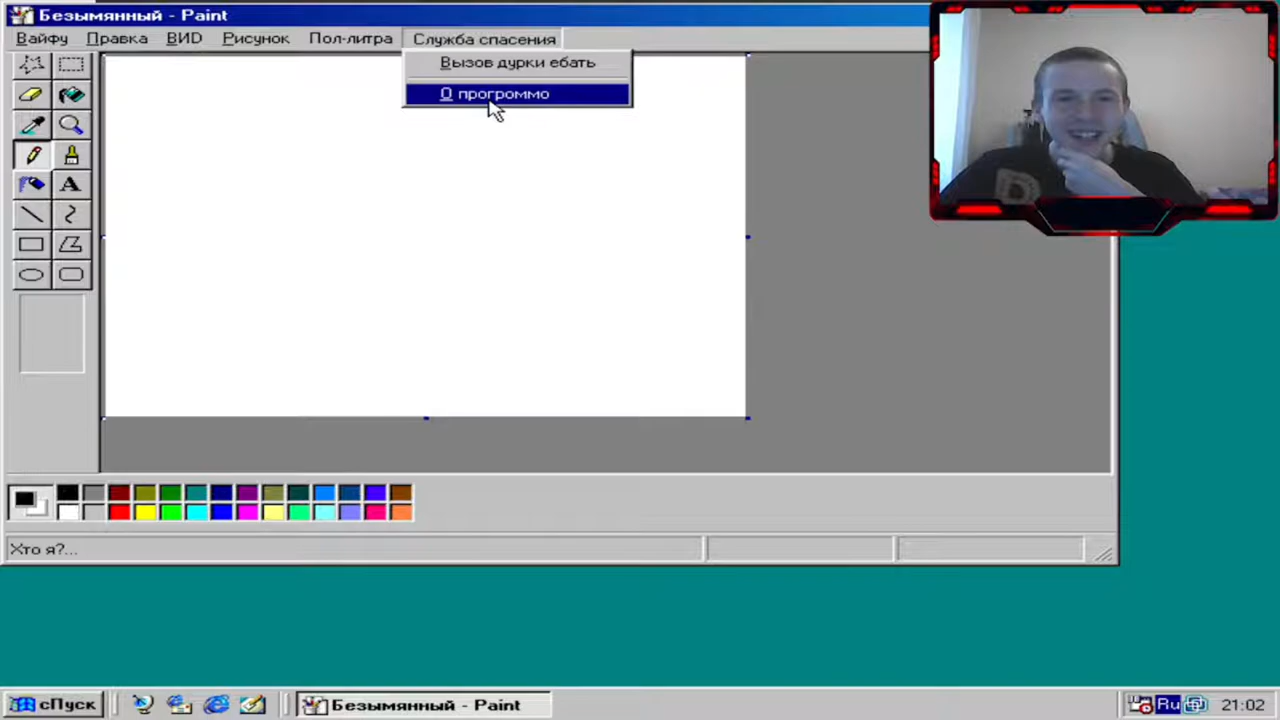 Безымянный - Paint
Вайфу Правка ВИД Рисунок Пол-литра Служба спасения
Вызов дурки ебать
О программо
Хто я?...
сПуск Безымянный - Paint Ru 21:02